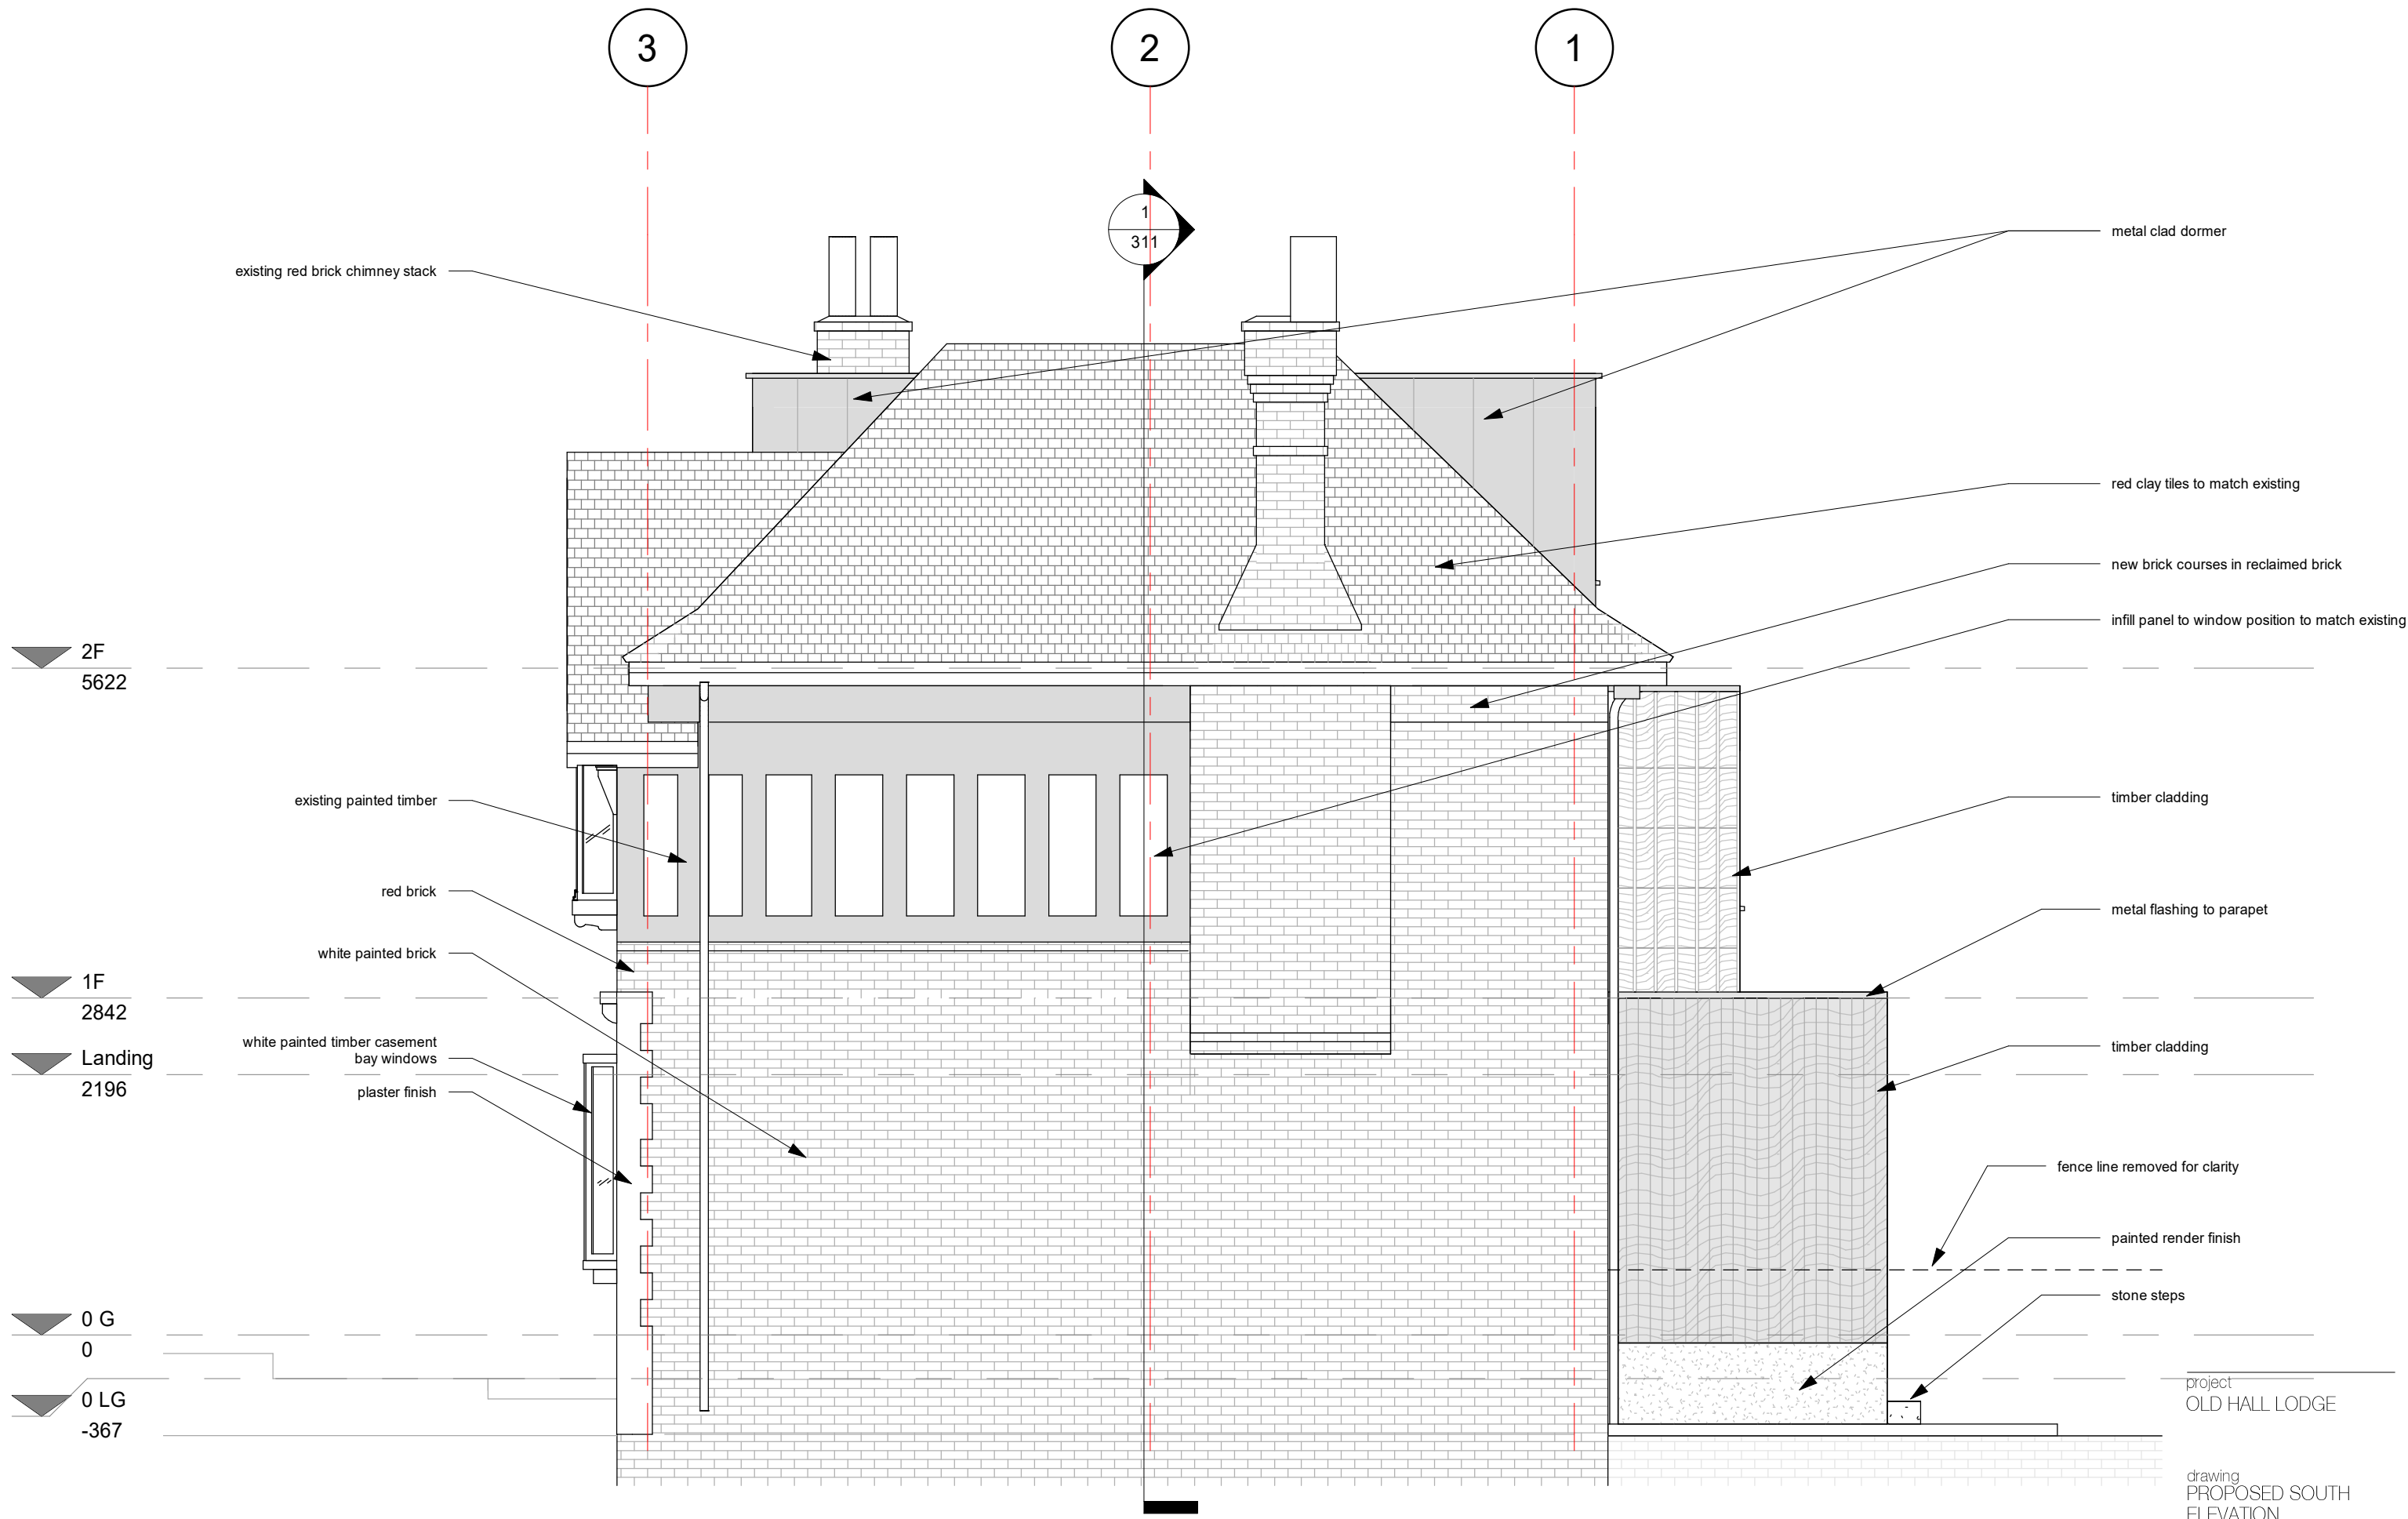 3
2
1
1
311
existing red brick chimney stack
metal clad dormer
red clay tiles to match existing
new brick courses in reclaimed brick
infill panel to window position to match existing
2F
5622
existing painted timber
timber cladding
red brick
metal flashing to parapet
white painted brick
1F
2842
white painted timber casement
bay windows
timber cladding
Landing
2196
plaster finish
fence line removed for clarity
painted render finish
stone steps
0 G
0
0 LG
-367
project
OLD HALL LODGE
drawing
PROPOSED SOUTH
ELEVATION